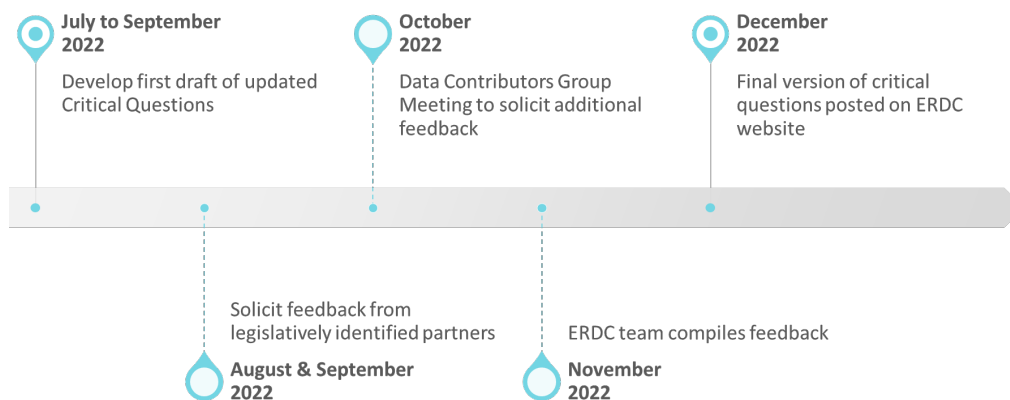 July to September
2022
Develop first draft of updated
Critical Questions
October
2022
Data Contributors Group
Meeting to solicit additional
feedback
December
2022
Final version of critical
questions posted on ERDC
website
Solicit feedback from
legislatively identified partners
August & September
2022
ERDC team compiles feedback
November
2022